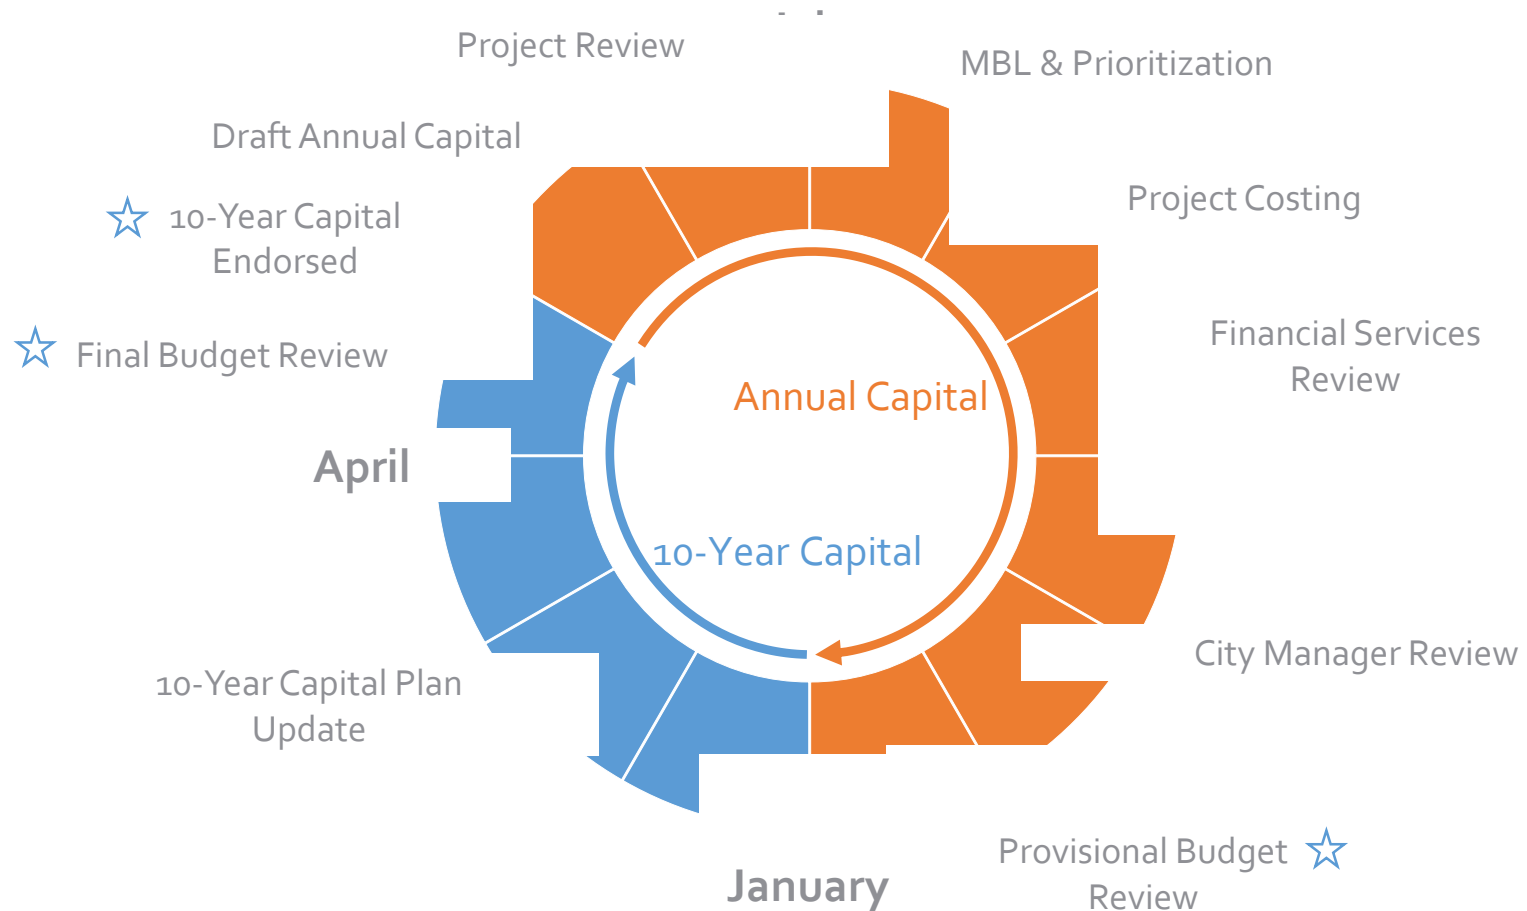 Project Review
MBL & Prioritization
Draft Annual Capital
Project Costing
10-Year Capital
Endorsed
Final Budget Review
Financial Services
Review
Annual Capital
April
10-Year Capital
City Manager Review
10-Year Capital Plan
Update
Provisional Budget
Review
January